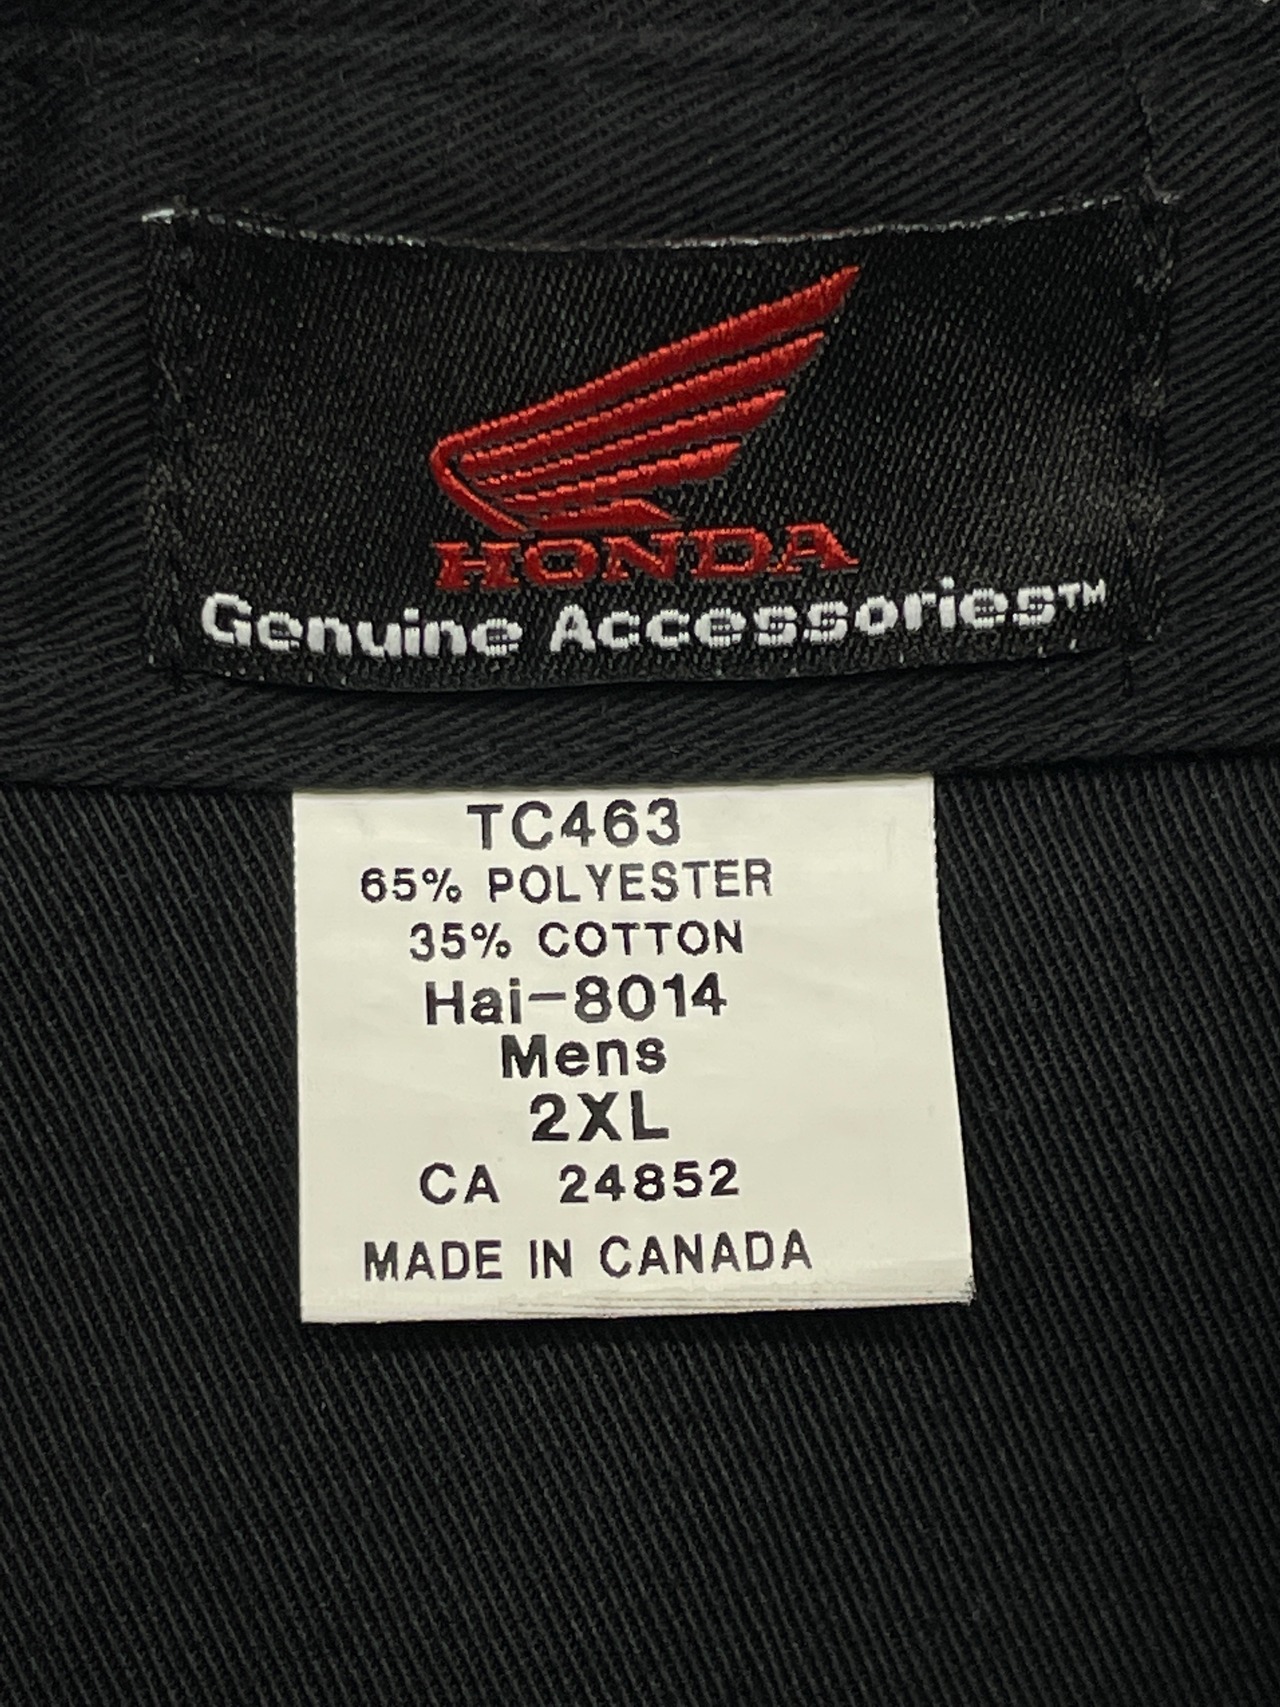 HONDA
Genuine Accessories™
TC463
65% POLYESTER
35% COTTON
Hai-8014
Mens
2XL
CA 24852
MADE IN CANADA